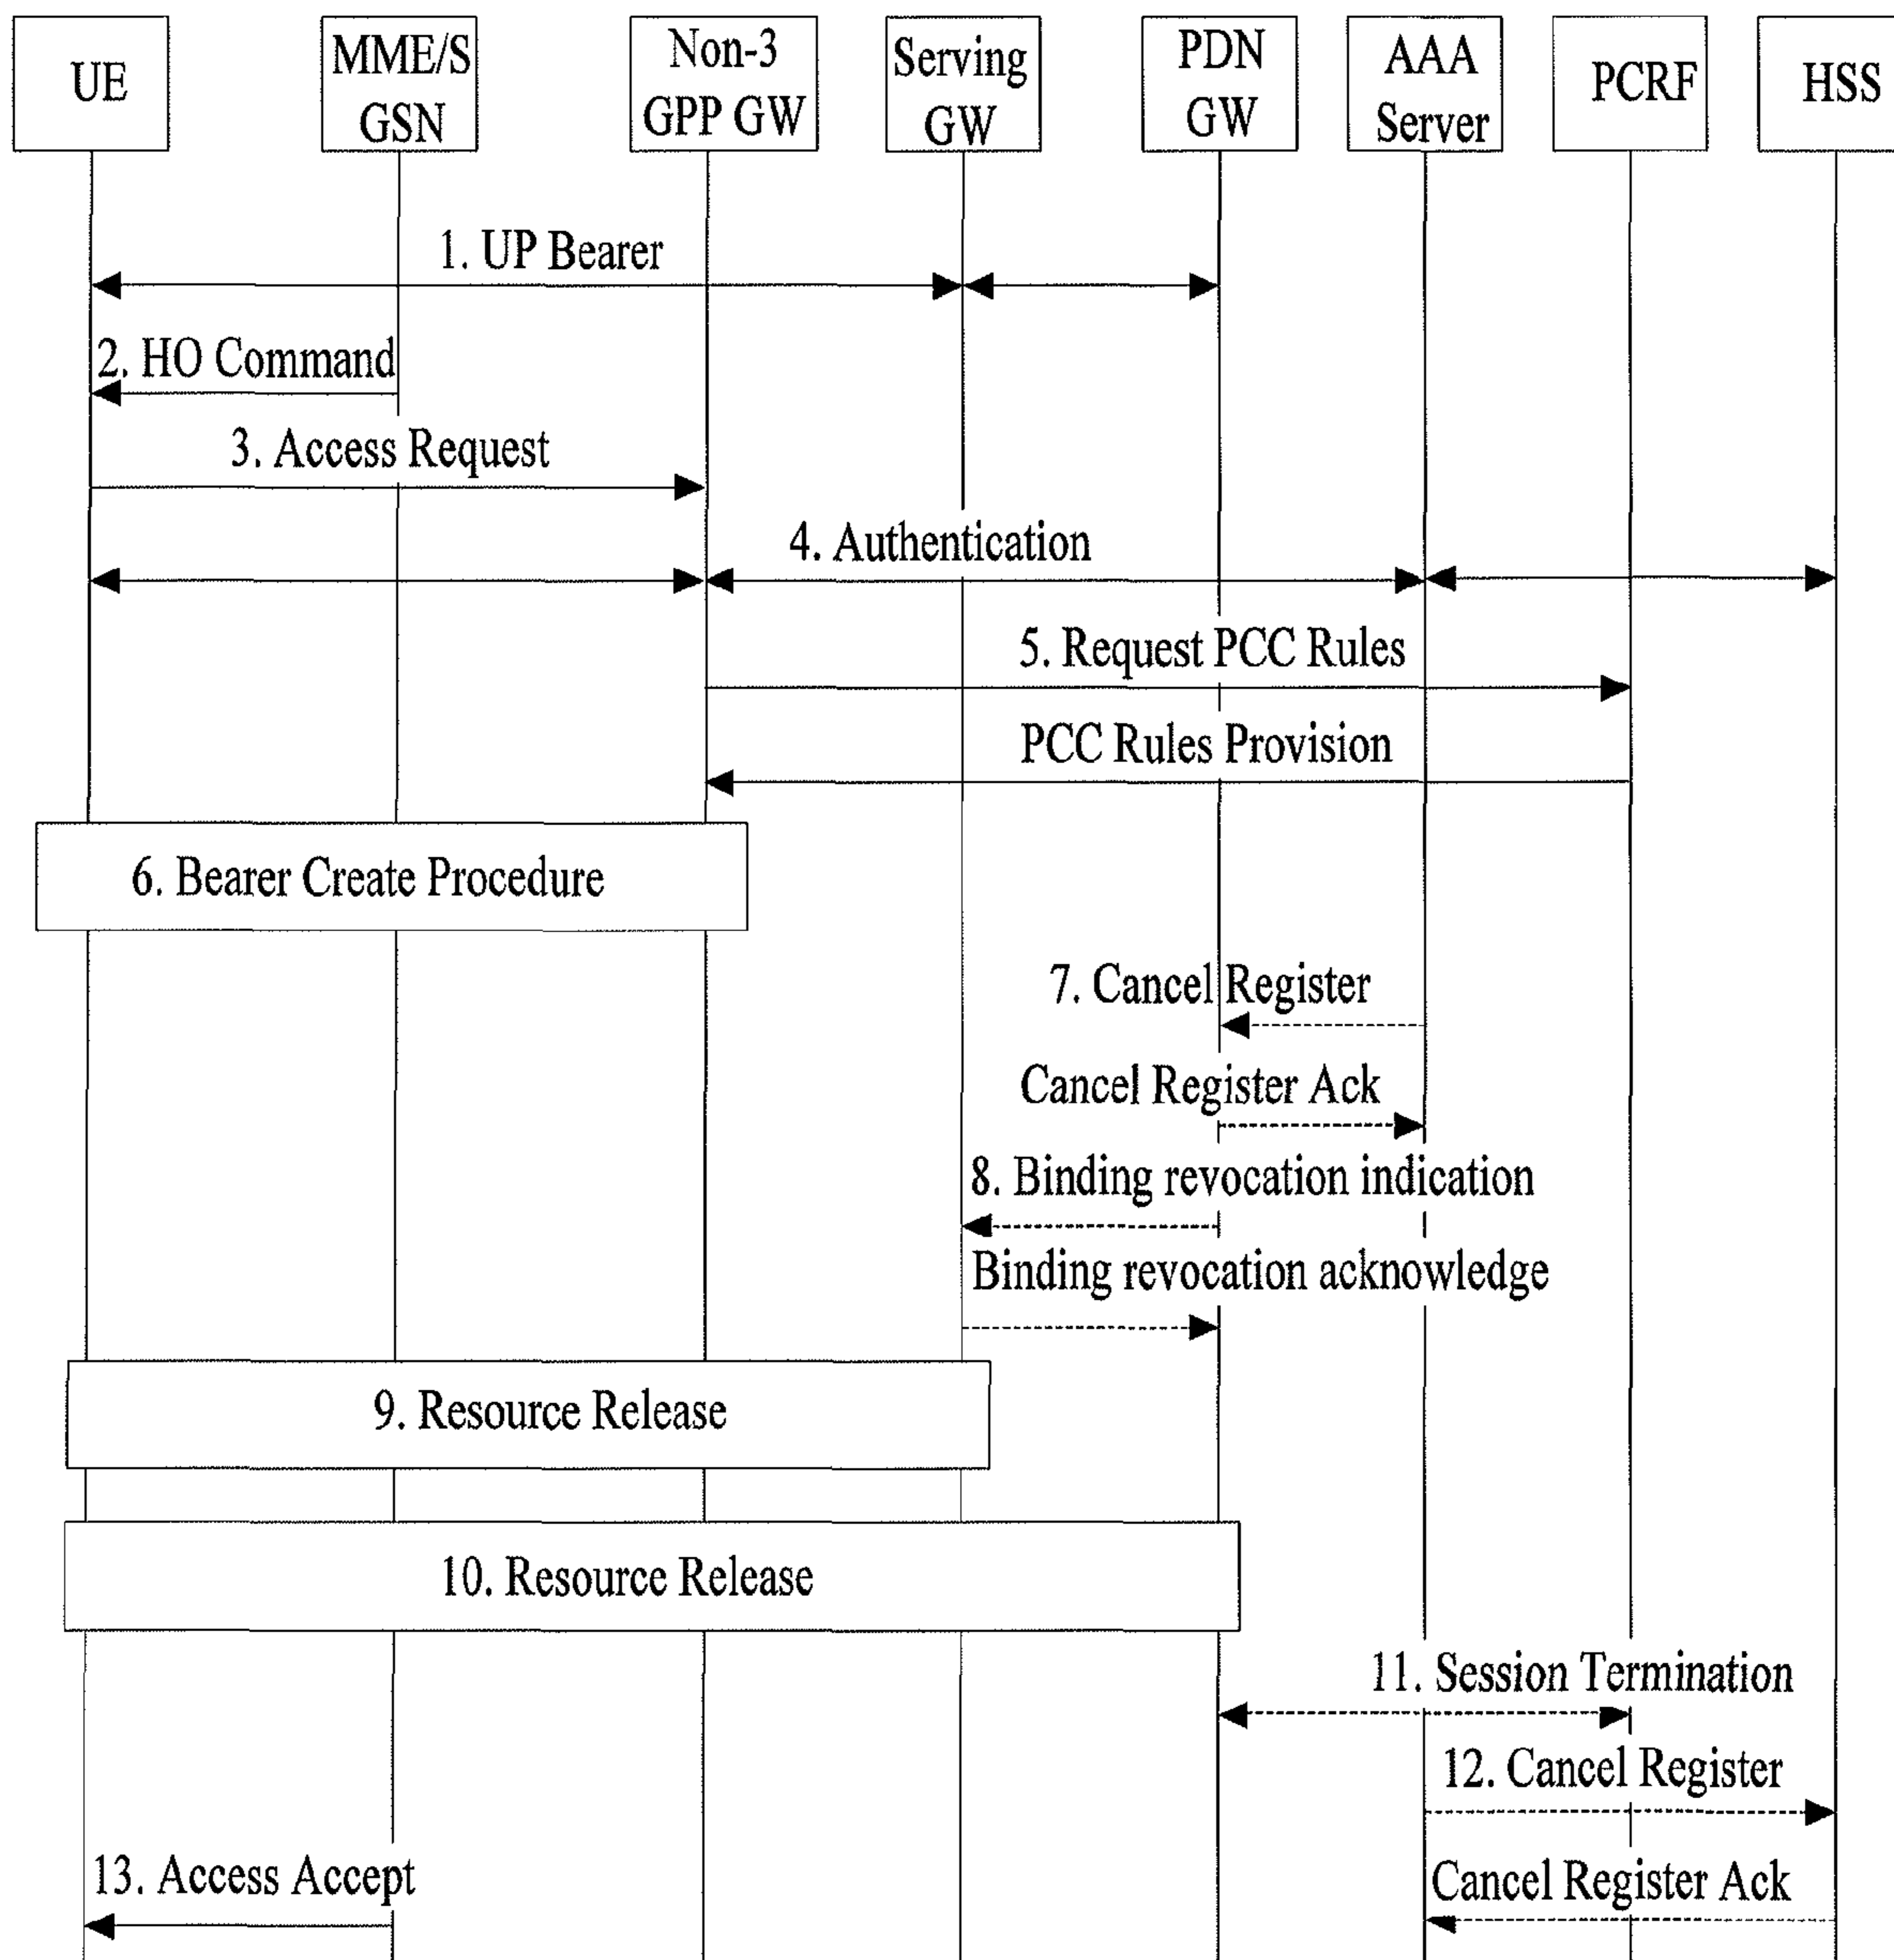 UE
MME/S
GSN
Non-3
GPP GW
Serving
GW
PDN
GW
AAA
Server
PCRF
HSS
1. UP Bearer
2. HO Command
3. Access Request
4. Authentication
5. Request PCC Rules
PCC Rules Provision
6. Bearer Create Procedure
7. Cancel Register
Cancel Register Ack
8. Binding revocation indication
Binding revocation acknowledge
9. Resource Release
10. Resource Release
11. Session Termination
12. Cancel Register
13. Access Accept
Cancel Register Ack